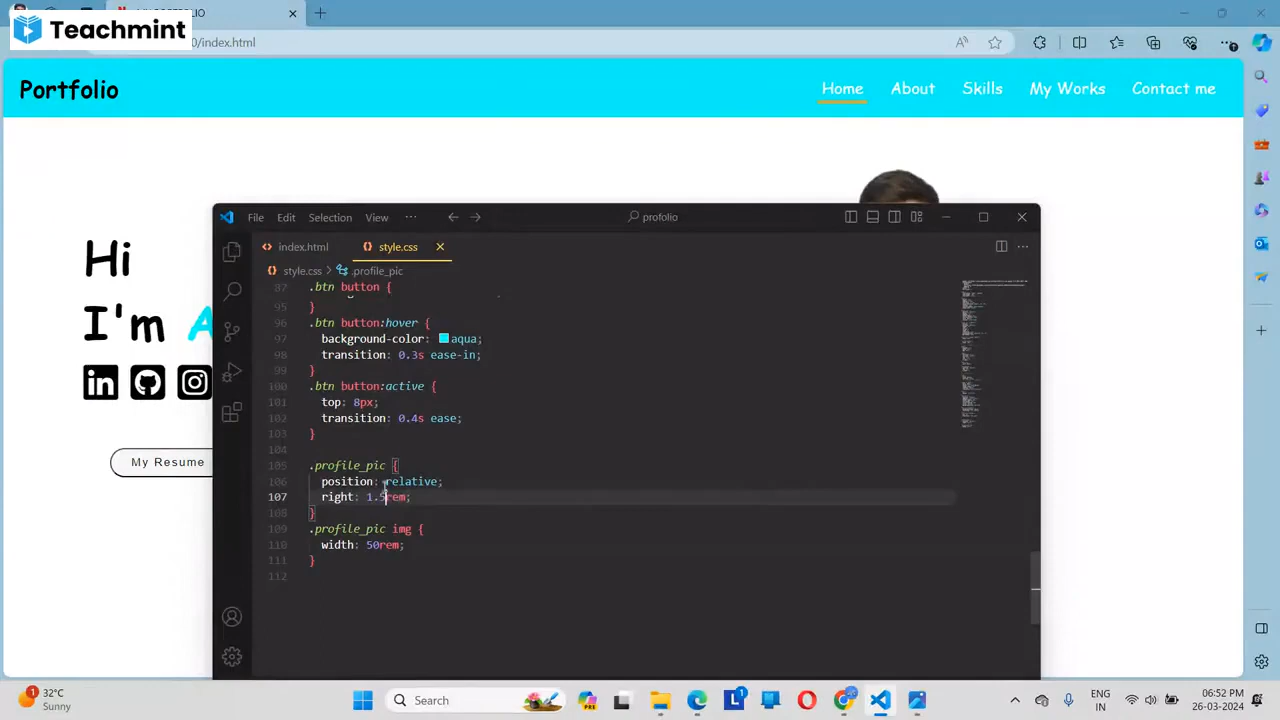 OLIO
Teachmint
0/index.html
Portfolio
Home About Skills My Works Contact me
Hi
I'm A
in
My Resume
File Edit Selection View ··· profolio
index.html style.css
style.css .profile_pic
87 .btn button {
95 }
96 .btn button:hover {
97 background-color: aqua;
98 transition: 0.3s ease-in;
99 }
100 .btn button:active {
101 top: 8px;
102 transition: 0.4s ease;
103 }
104
105 .profile_pic {
106 position: relative;
107 right: 1.5rem;
108 }
109 .profile_pic img {
110 width: 50rem;
111 }
112
32°C
Sunny
Search
ENG
IN
06:52 PM
26-03-2024